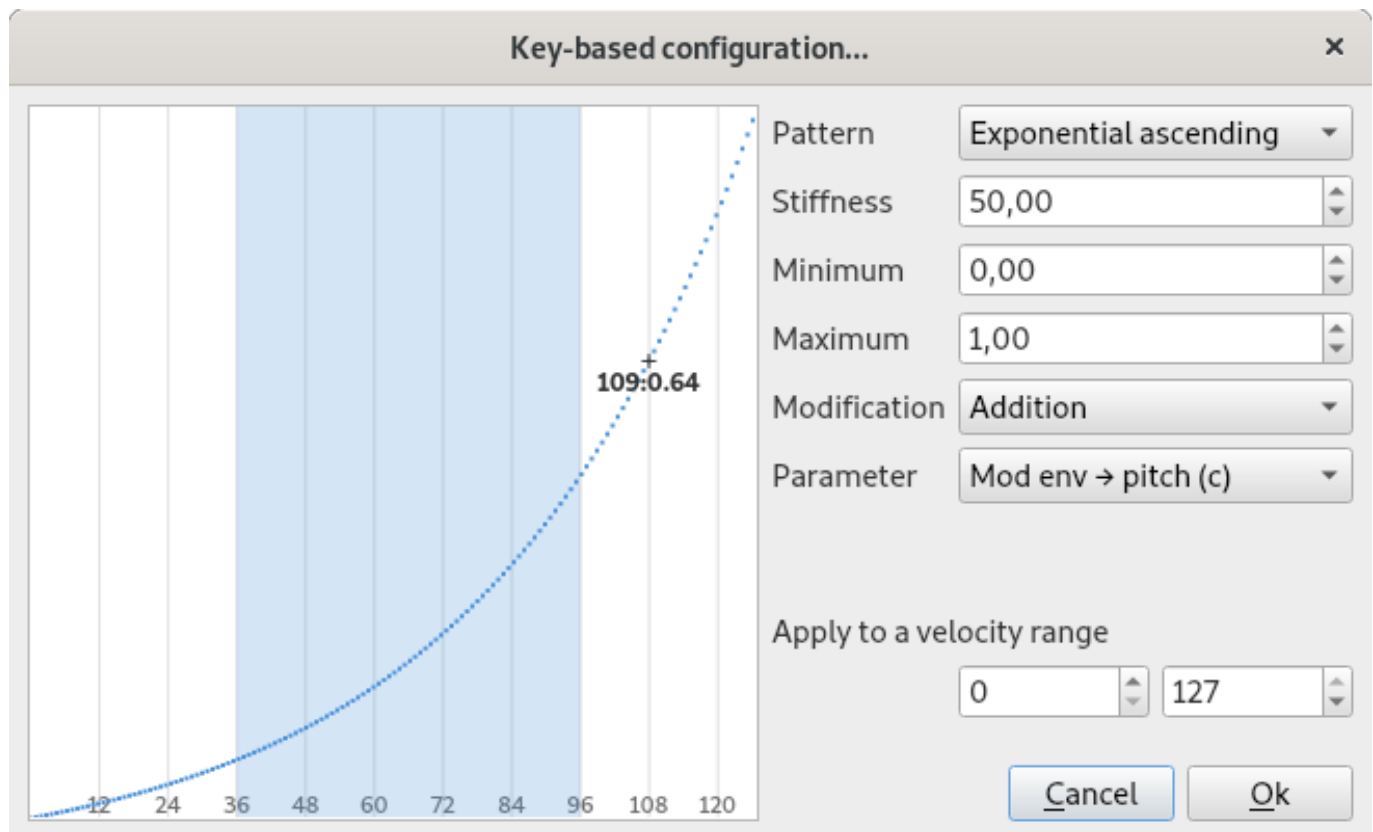 Key-based configuration...
Pattern Exponential ascending
Stiffness 50,00
Minimum 0,00
Maximum 1,00
109:0.64
Modification Addition
Parameter Mod env → pitch (c)
Apply to a velocity range
0 127
12 24 36 48 60 72 84 96 108 120
Cancel Ok